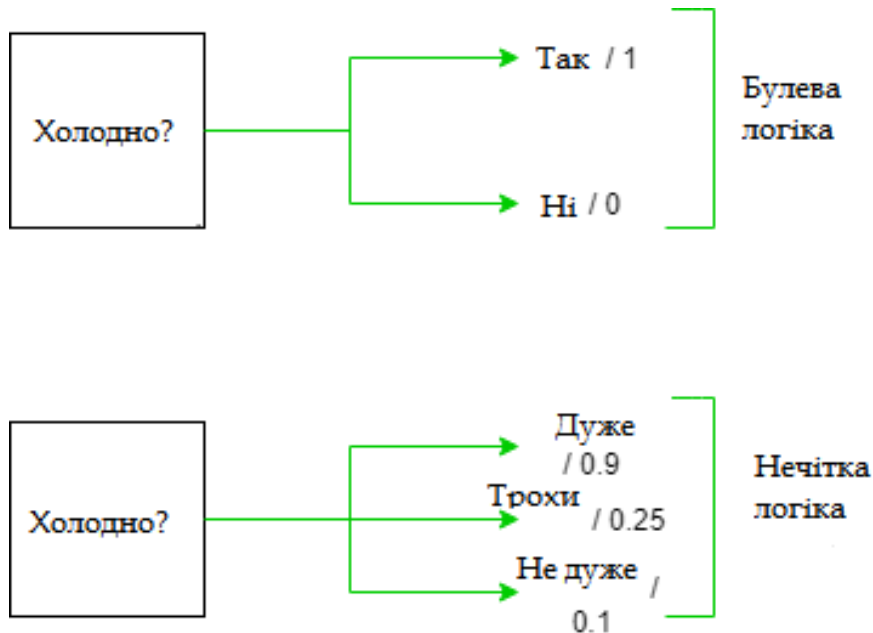 Холодно?
Так / 1
Ні / 0
Булева
логіка
Холодно?
Дуже
/ 0.9
Трохи / 0.25
Не дуже /
0.1
Нечітка
логіка